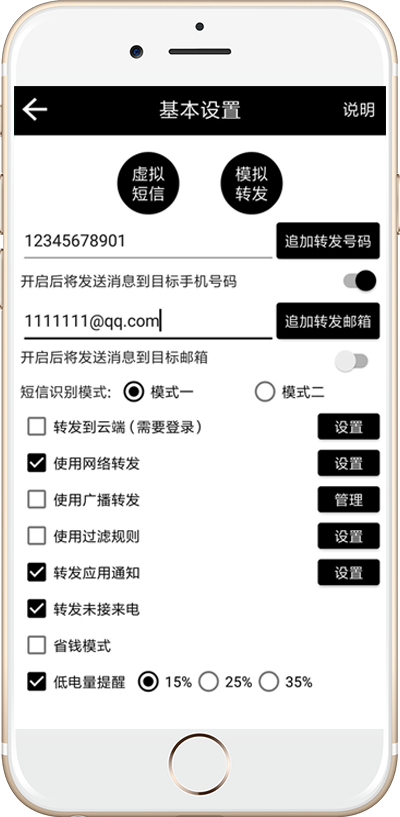 基本设置 说明
虚拟 模拟
短信 转发
12345678901 追加转发号码
开启后将发送消息到目标手机号码
1111111@qq.com 追加转发邮箱
开启后将发送消息到目标邮箱
短信识别模式: 模式一 模式二
转发到云端(需要登录) 设置
使用网络转发 设置
使用广播转发 管理
使用过滤规则 设置
转发应用通知 设置
转发未接来电
省钱模式
低电量提醒 15% 25% 35%